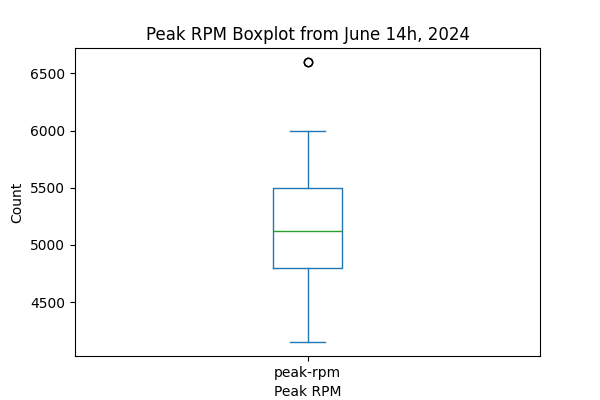 Peak RPM Boxplot from June 14h, 2024
6500
6000
5500
5000
4500
Count
peak-rpm
Peak RPM